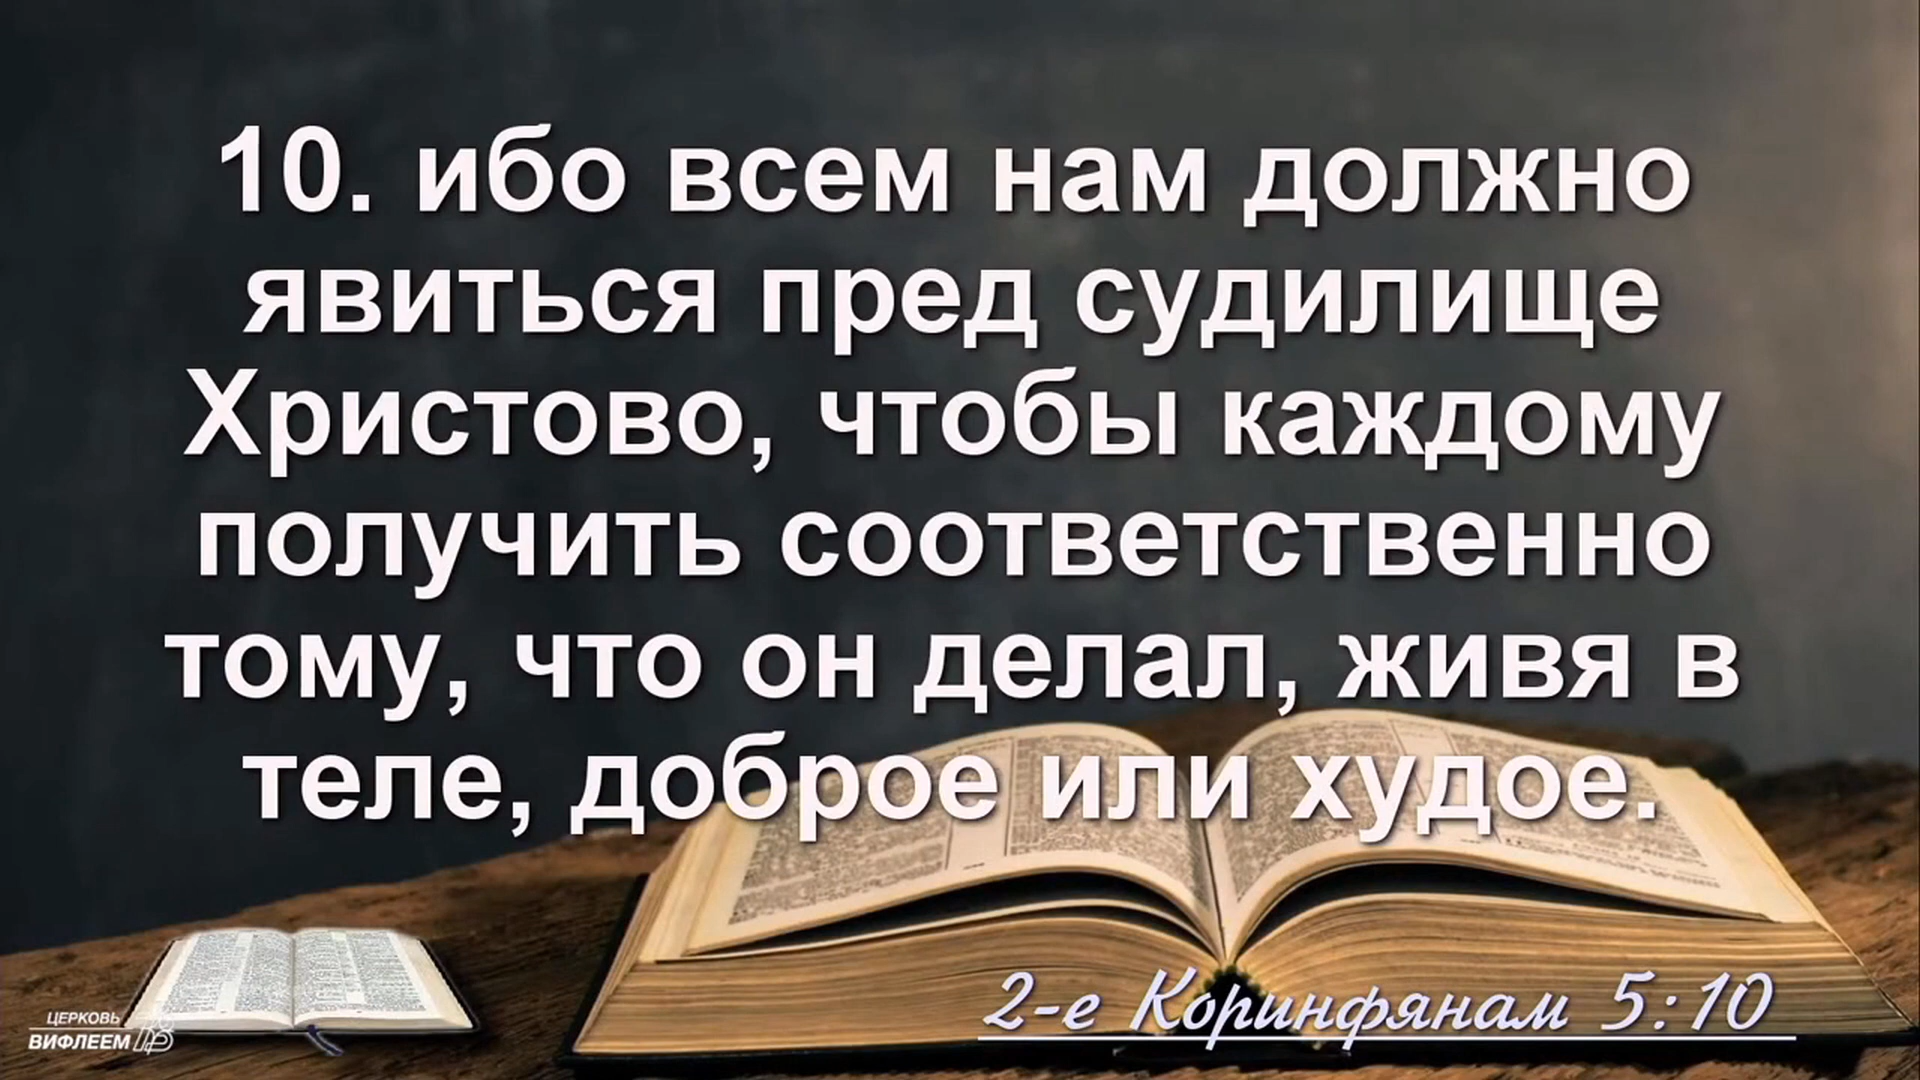 10. ибо всем нам должно
явиться пред судилище
Христово, чтобы каждому
получить соответственно
тому, что он делал, живя в
теле, доброе или худое.
2-е Коринфянам 5:10
ЦЕРКОВЬ
ВИФЛЕЕМ